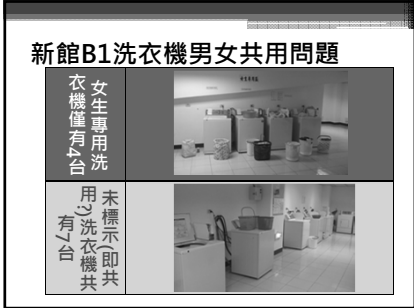 新館B1洗衣機男女共用問題
女生專用洗
衣機僅有4台
未標示(即共
用?)洗衣機共
有7台